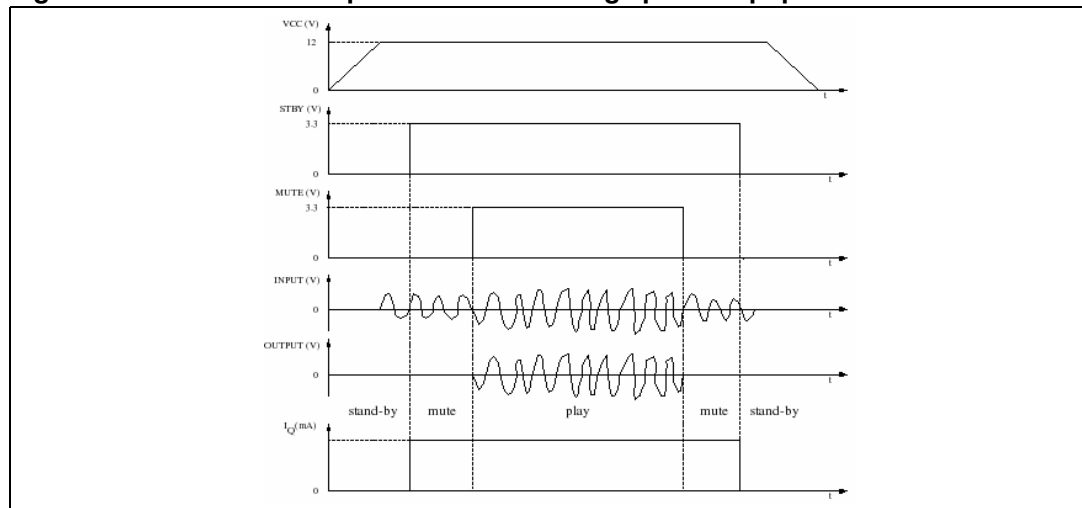 VCC (V)
12
0
t
STBY (V)
3.3
0
t
MUTE (V)
3.3
0
t
INPUT (V)
0
t
OUTPUT (V)
0
t
stand-by mute play mute stand-by
IQ(mA)
0
t